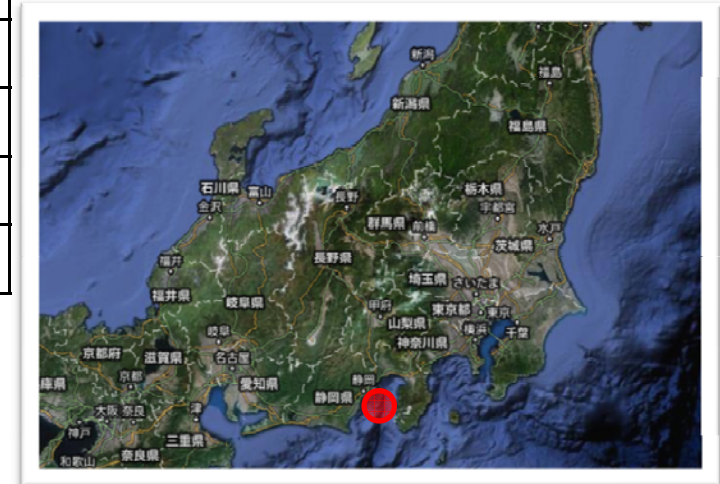 新潟
福島
新潟県
福島県
石川県
富山
金沢
長野
栃木県
宇都宮
群馬県
前橋
水戸
茨城県
長野県
福井
福井県
岐阜県
埼玉県
さいたま
甲府
山梨県
東京都
東京
神奈川県
横浜
千葉
岐阜
京都府
滋賀県
名古屋
京都
愛知県
静岡
静岡県
庫県
大阪
奈良
津
神戸
三重県
奈良県
和歌山